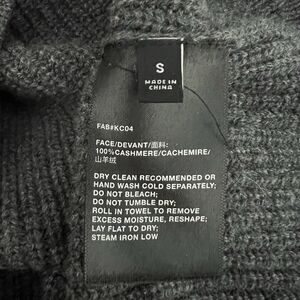 S
MADE IN
CHINA
FAB#KC04
FACE/DEVANT/面料:
100%CASHMERE/CACHEMIRE/
山羊绒
DRY CLEAN RECOMMENDED OR
HAND WASH COLD SEPARATELY;
DO NOT BLEACH;
DO NOT TUMBLE DRY;
ROLL IN TOWEL TO REMOVE
EXCESS MOISTURE, RESHAPE;
LAY FLAT TO DRY;
STEAM IRON LOW